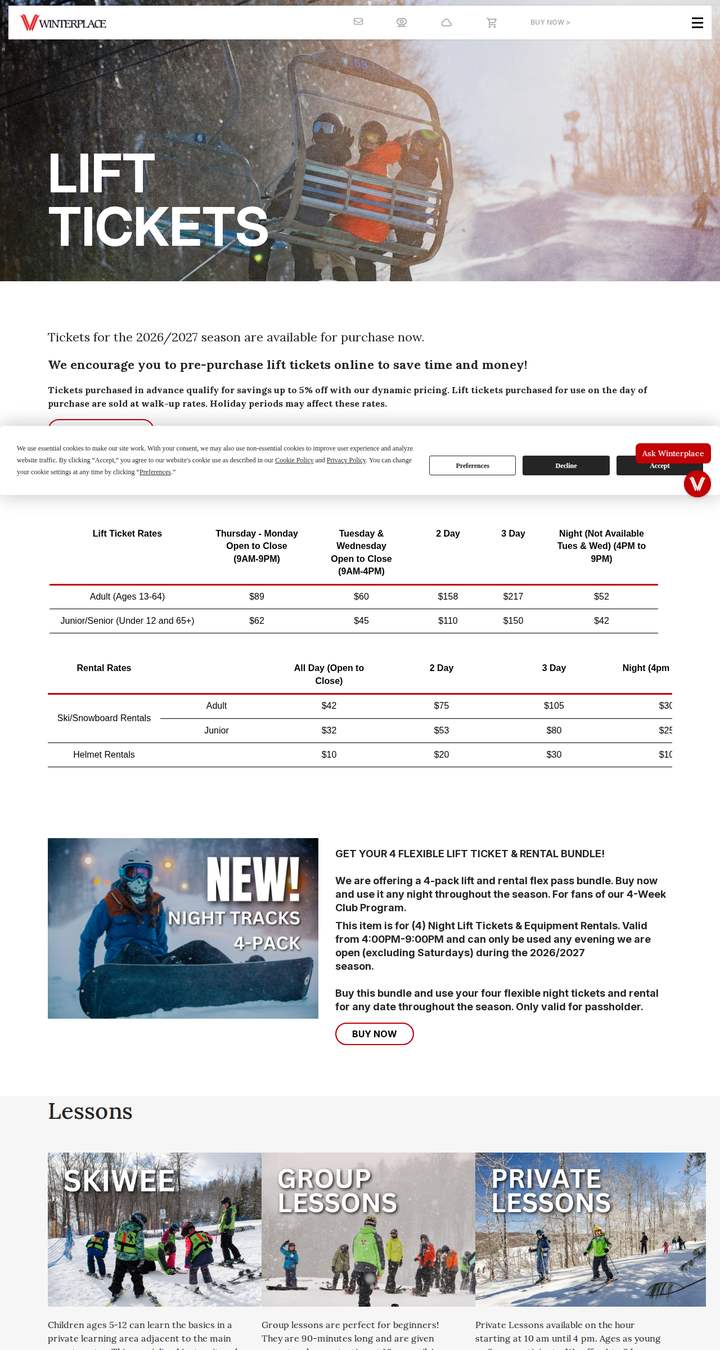 WINTERPLACE
BUY NOW >
LIFT
TICKETS
Tickets for the 2026/2027 season are available for purchase now.
We encourage you to pre-purchase lift tickets online to save time and money!
Tickets purchased in advance qualify for savings up to 5% off with our dynamic pricing. Lift tickets purchased for use on the day of
purchase are sold at walk-up rates. Holiday periods may affect these rates.
We use essential cookies to make our site work. With your consent, we may also use non-essential cookies to improve user experience and analyze
website traffic. By clicking “Accept,” you agree to our website's cookie use as described in our Cookie Policy and Privacy Policy. You can change
your cookie settings at any time by clicking “Preferences.”
Preferences
Decline
Accept
Ask Winterplace
Lift Ticket Rates
Thursday - Monday
Open to Close
(9AM-9PM)
Tuesday &
Wednesday
Open to Close
(9AM-4PM)
2 Day
3 Day
Night (Not Available
Tues & Wed) (4PM to
9PM)
Adult (Ages 13-64) $89 $60 $158 $217 $52
Junior/Senior (Under 12 and 65+) $62 $45 $110 $150 $42
Rental Rates
All Day (Open to
Close)
2 Day
3 Day
Night (4pm
Ski/Snowboard Rentals
Adult $42 $75 $105 $30
Junior $32 $53 $80 $25
Helmet Rentals $10 $20 $30 $10
NEW!
NIGHT TRACKS
4-PACK
GET YOUR 4 FLEXIBLE LIFT TICKET & RENTAL BUNDLE!
We are offering a 4-pack lift and rental flex pass bundle. Buy now
and use it any night throughout the season. For fans of our 4-Week
Club Program.
This item is for (4) Night Lift Tickets & Equipment Rentals. Valid
from 4:00PM-9:00PM and can only be used any evening we are
open (excluding Saturdays) during the 2026/2027
season.
Buy this bundle and use your four flexible night tickets and rental
for any date throughout the season. Only valid for passholder.
BUY NOW
Lessons
SKIWEE
GROUP
LESSONS
PRIVATE
LESSONS
Children ages 5-12 can learn the basics in a
private learning area adjacent to the main
Group lessons are perfect for beginners!
They are 90-minutes long and are given
Private Lessons available on the hour
starting at 10 am until 4 pm. Ages as young